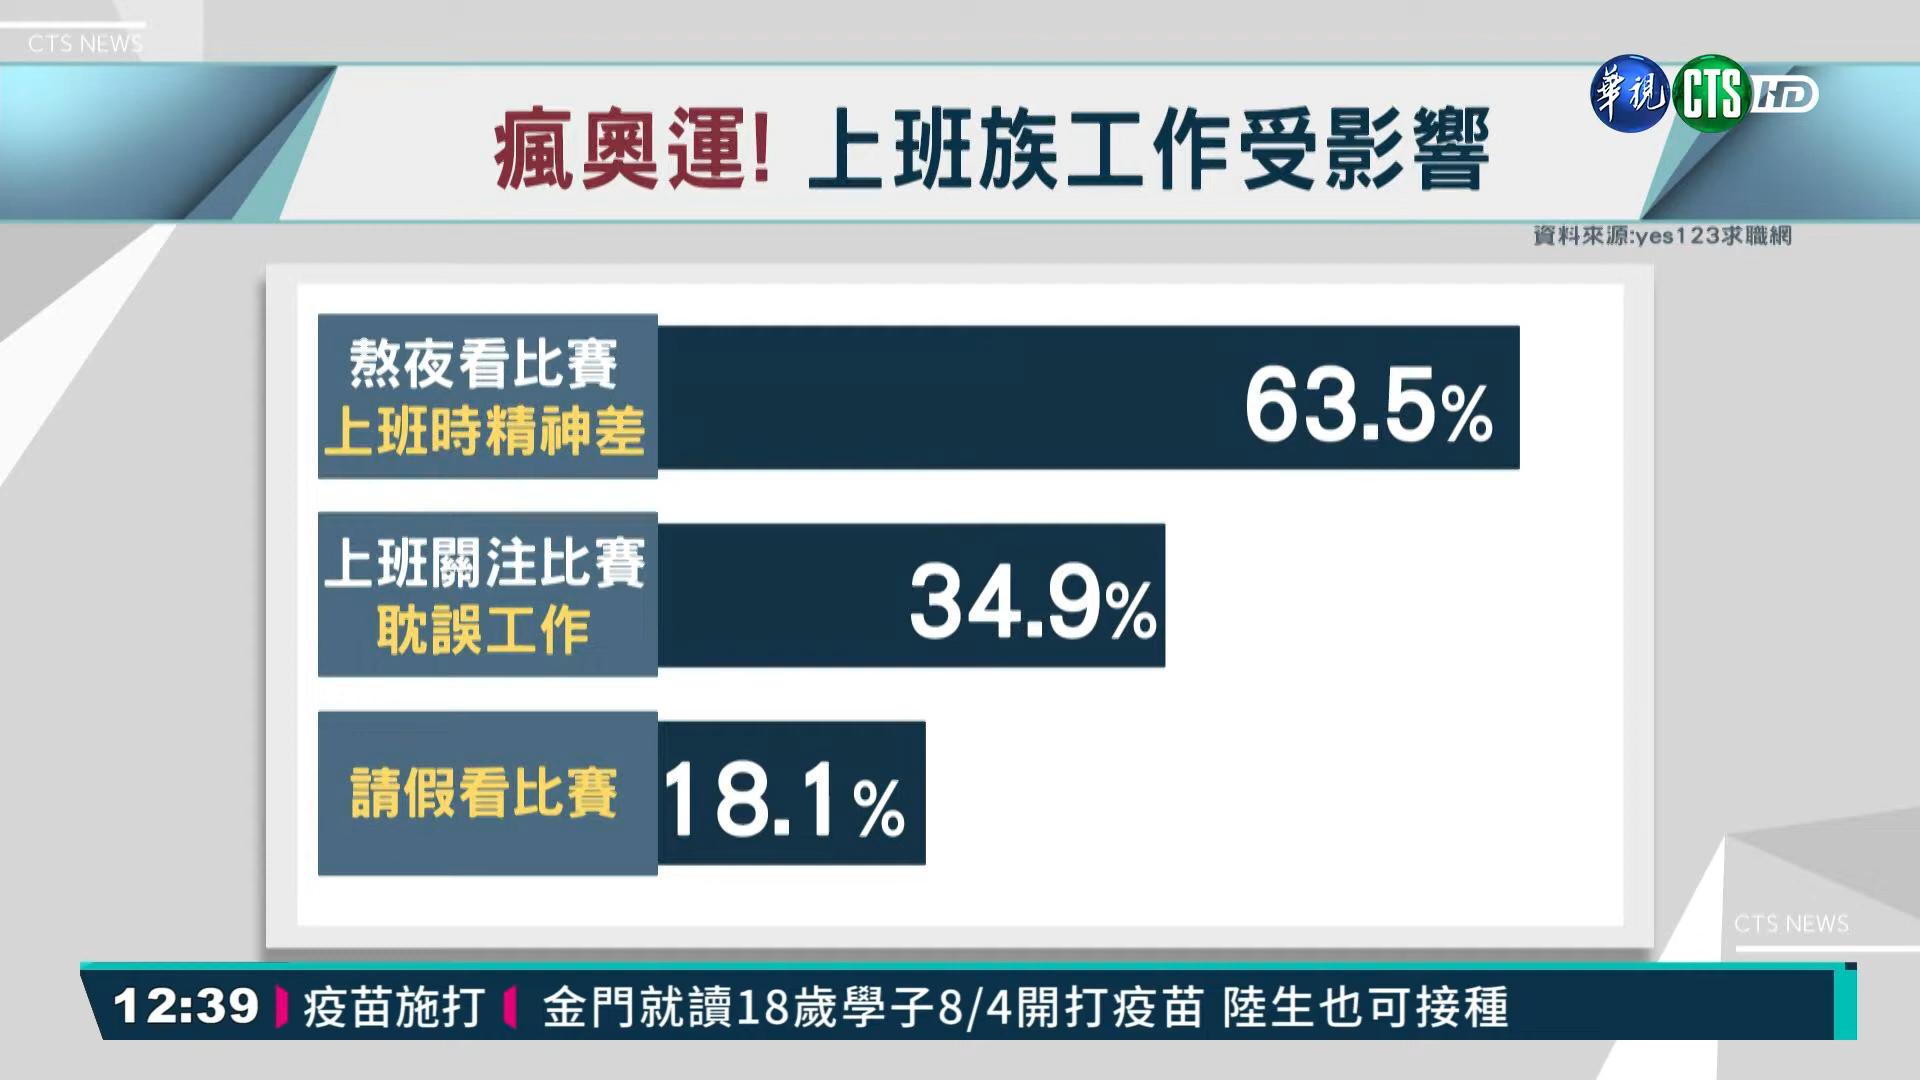 CTS NEWS
華視 CTS HD
瘋奧運! 上班族工作受影響
資料來源:yes123求職網
熬夜看比賽
上班時精神差
63.5%
上班關注比賽
耽誤工作
34.9%
請假看比賽
18.1%
CTS NEWS
12:39 疫苗施打 金門就讀18歲學子8/4開打疫苗 陸生也可接種